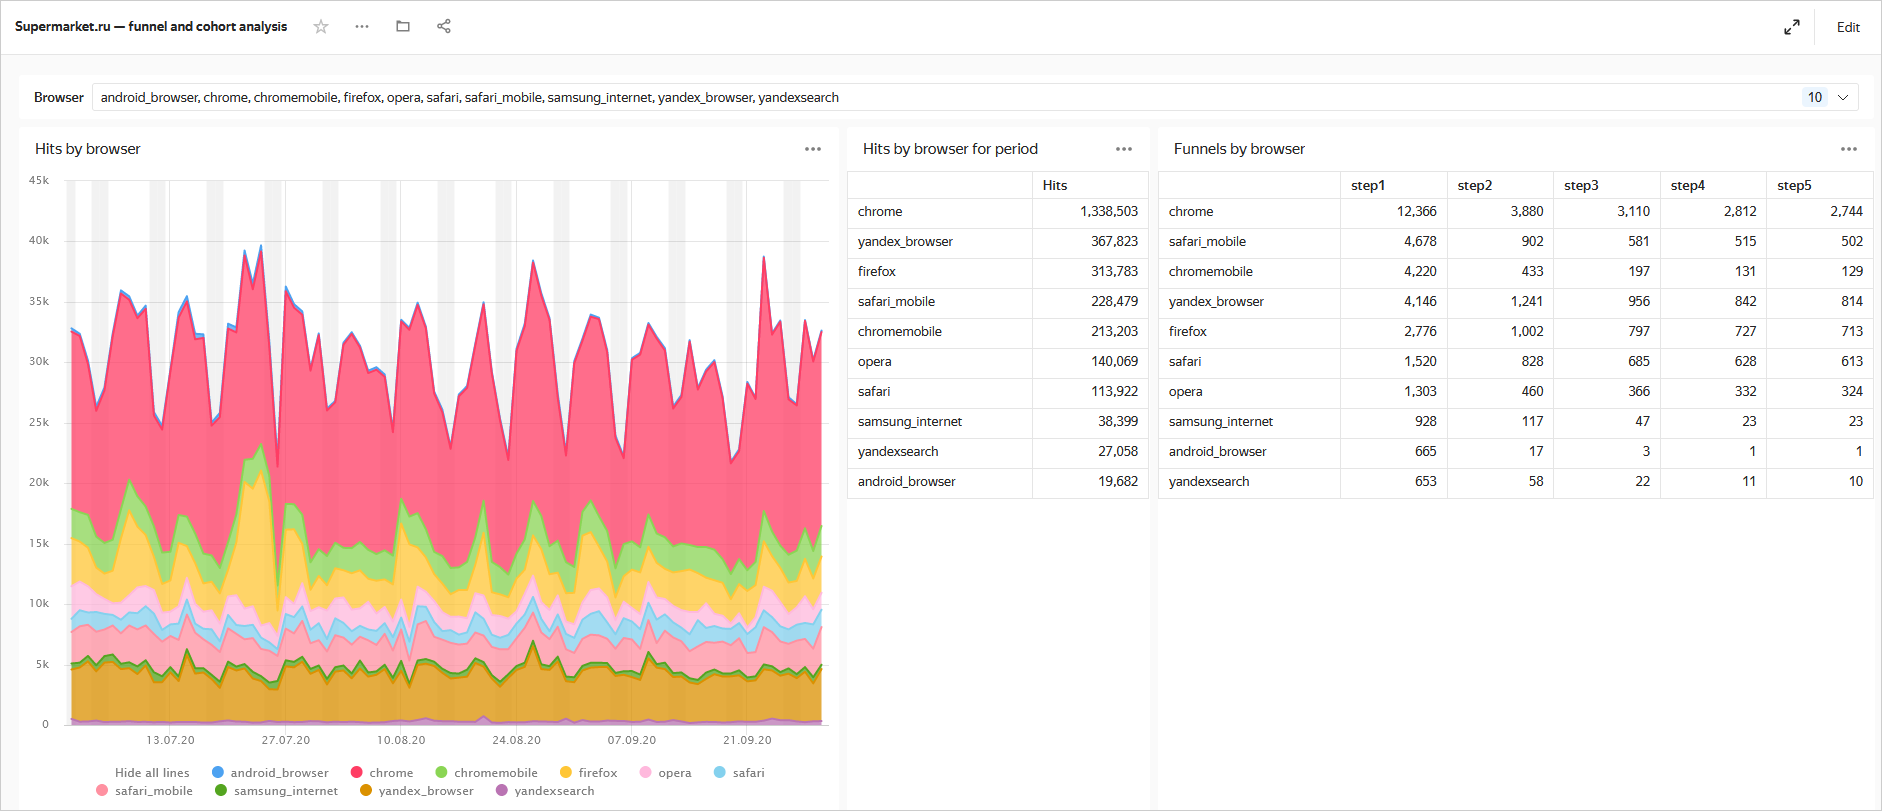 Supermarket.ru — funnel and cohort analysis
Edit
Browser android_browser, chrome, chromemobile, firefox, opera, safari, safari_mobile, samsung_internet, yandex_browser, yandexsearch 10
Hits by browser
45k
40k
35k
30k
25k
20k
15k
10k
5k
0
13.07.20 27.07.20 10.08.20 24.08.20 07.09.20 21.09.20
Hide all lines android_browser chrome chromemobile firefox opera safari
safari_mobile samsung_internet yandex_browser yandexsearch
Hits by browser for period
Hits
chrome 1,338,503
yandex_browser 367,823
firefox 313,783
safari_mobile 228,479
chromemobile 213,203
opera 140,069
safari 113,922
samsung_internet 38,399
yandexsearch 27,058
android_browser 19,682
Funnels by browser
step1 step2 step3 step4 step5
chrome 12,366 3,880 3,110 2,812 2,744
safari_mobile 4,678 902 581 515 502
chromemobile 4,220 433 197 131 129
yandex_browser 4,146 1,241 956 842 814
firefox 2,776 1,002 797 727 713
safari 1,520 828 685 628 613
opera 1,303 460 366 332 324
samsung_internet 928 117 47 23 23
android_browser 665 17 3 1 1
yandexsearch 653 58 22 11 10